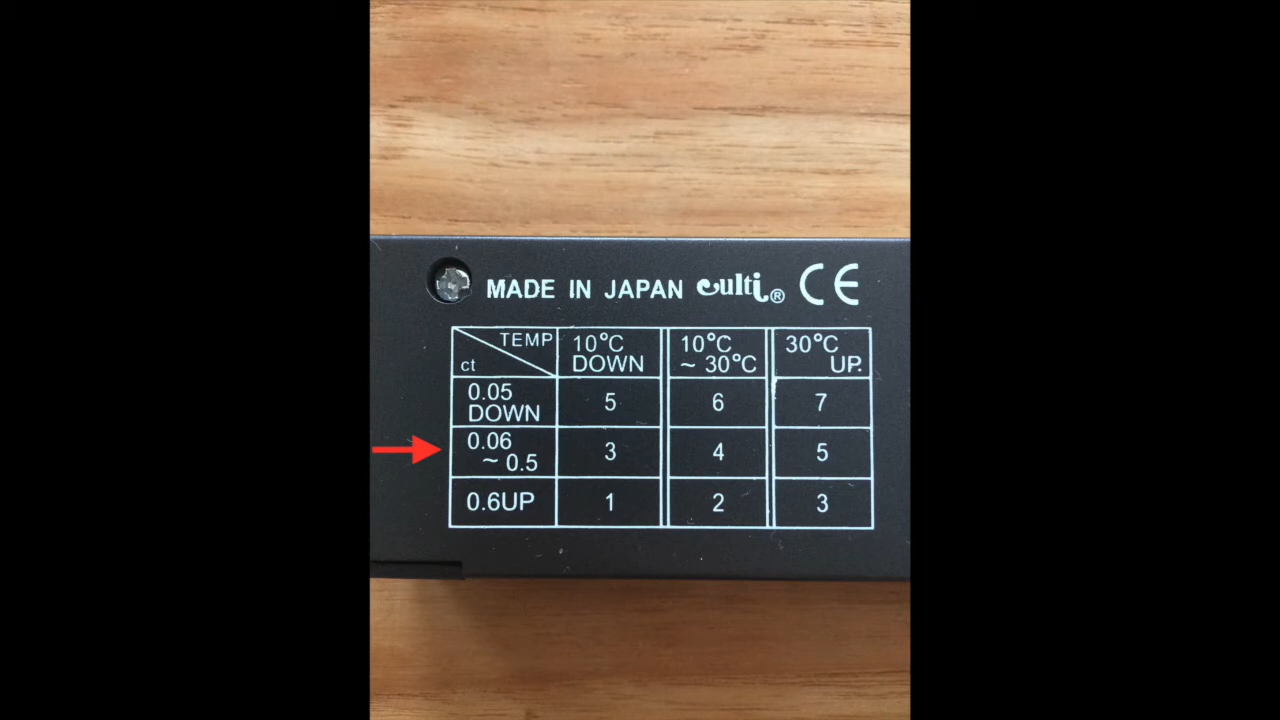 MADE IN JAPAN culti® CE
TEMP
ct
10°C
DOWN
10°C
~ 30°C
30°C
UP.
0.05
DOWN
5
6
7
0.06
~ 0.5
3
4
5
0.6UP
1
2
3